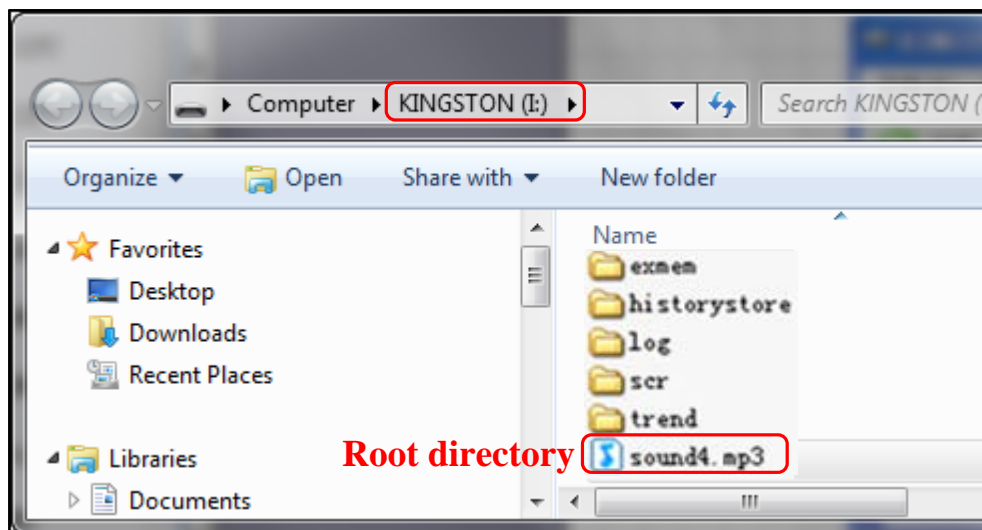 Computer KINGSTON (I:) Search KINGSTON (
Organize Open Share with New folder
Favorites
Desktop
Downloads
Recent Places
Libraries
Documents
Name
exmem
historystore
log
scr
trend
Root directory sound4.mp3